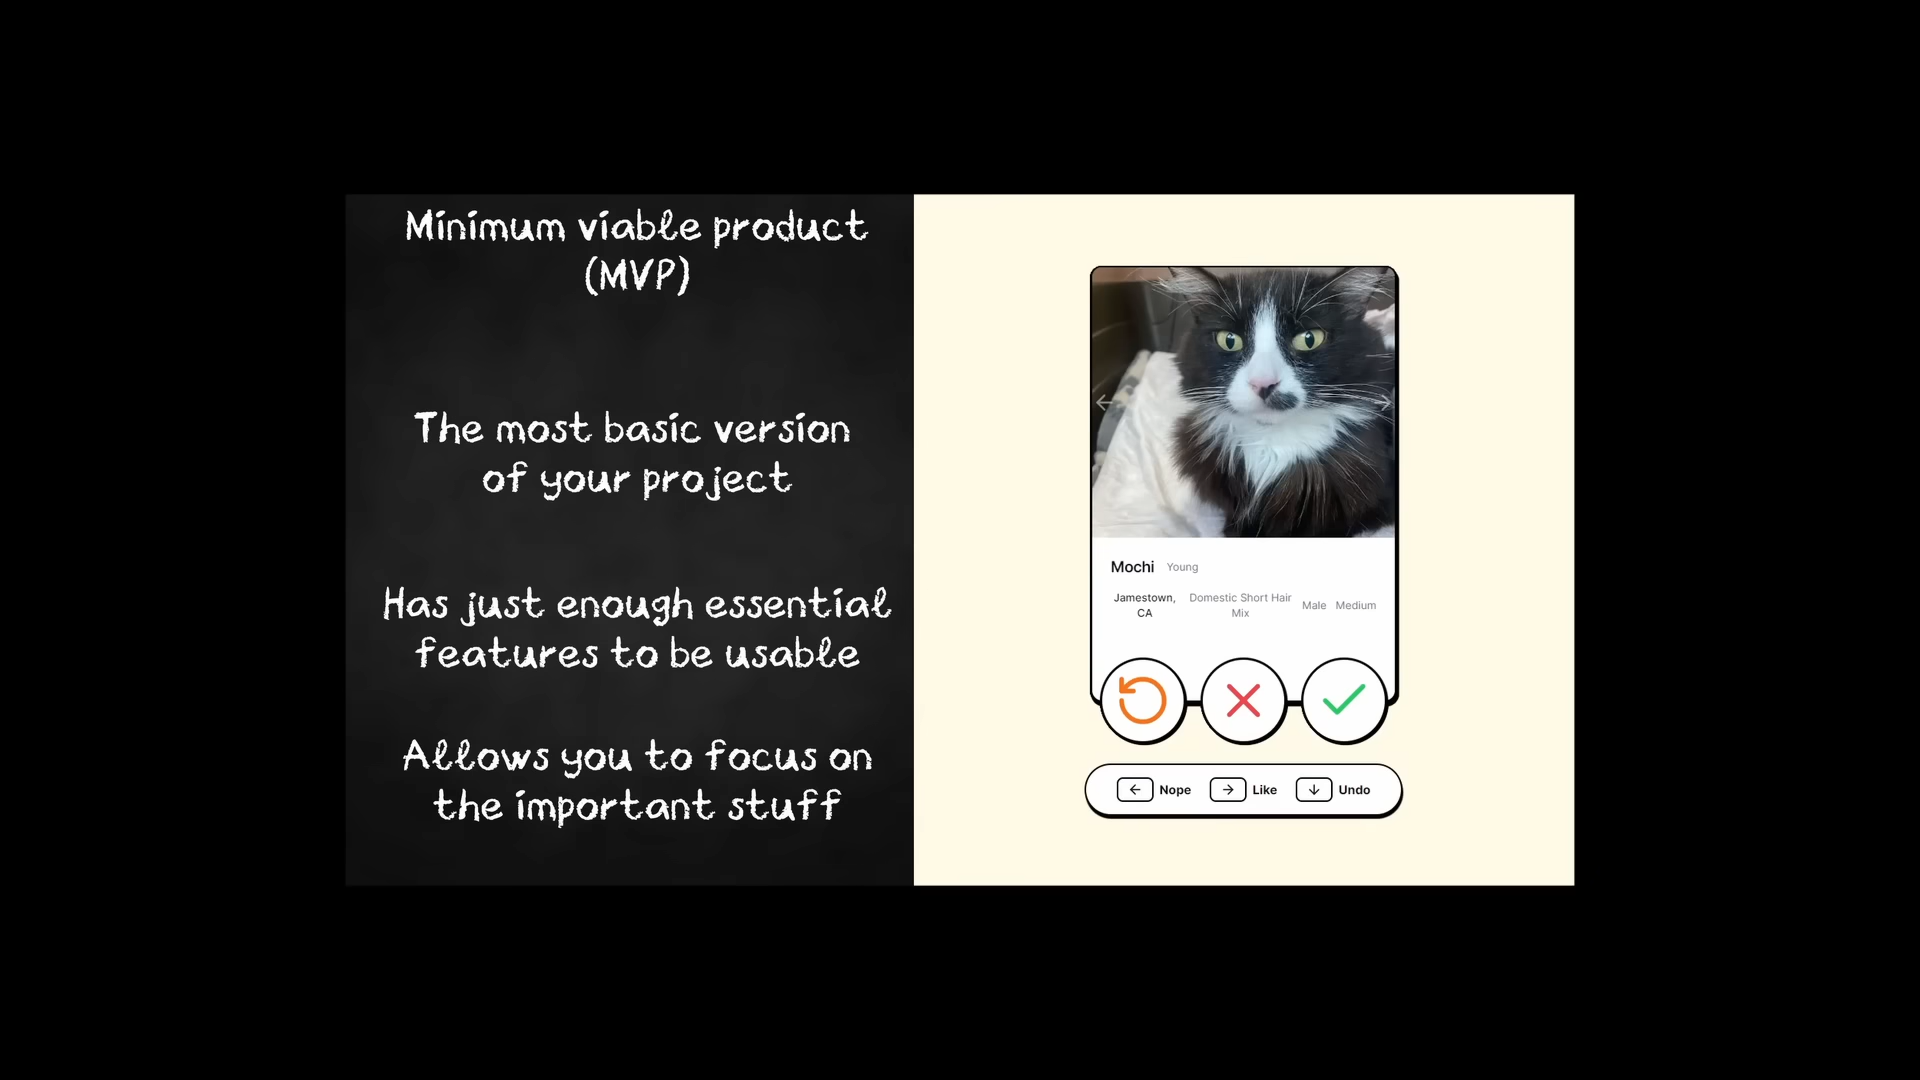 Minimum viable product
(MVP)
The most basic version
of your project
Has just enough essential
features to be usable
Allows you to focus on
the important stuff
Mochi Young
Jamestown,
CA
Domestic Short Hair
Mix
Male Medium
Nope Like Undo